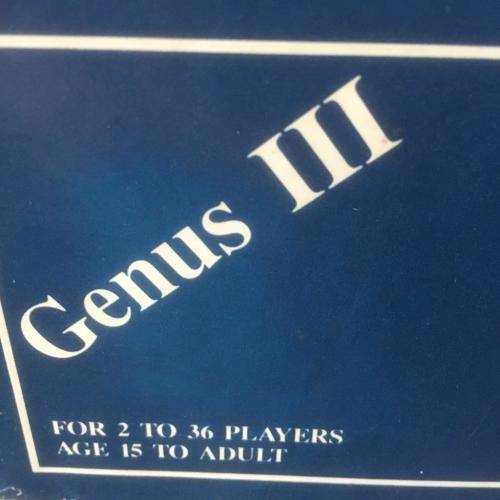 Genus III
FOR 2 TO 36 PLAYERS
AGE 15 TO ADULT